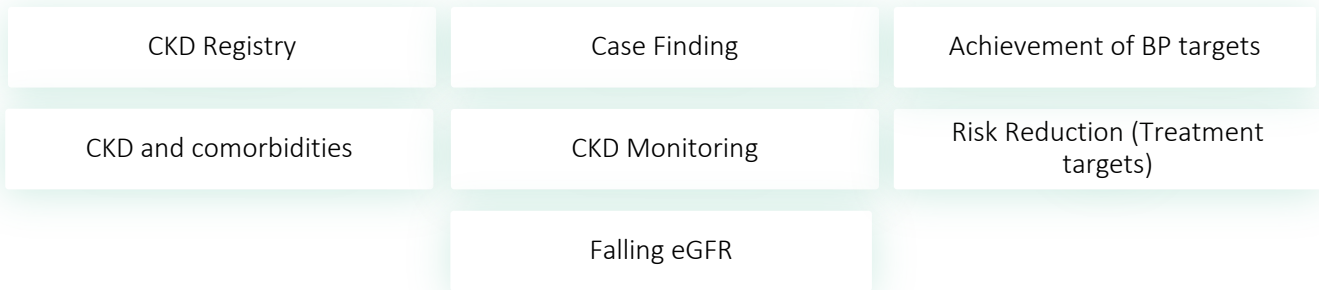 CKD Registry
Case Finding
Achievement of BP targets
CKD and comorbidities
CKD Monitoring
Risk Reduction (Treatment
targets)
Falling eGFR